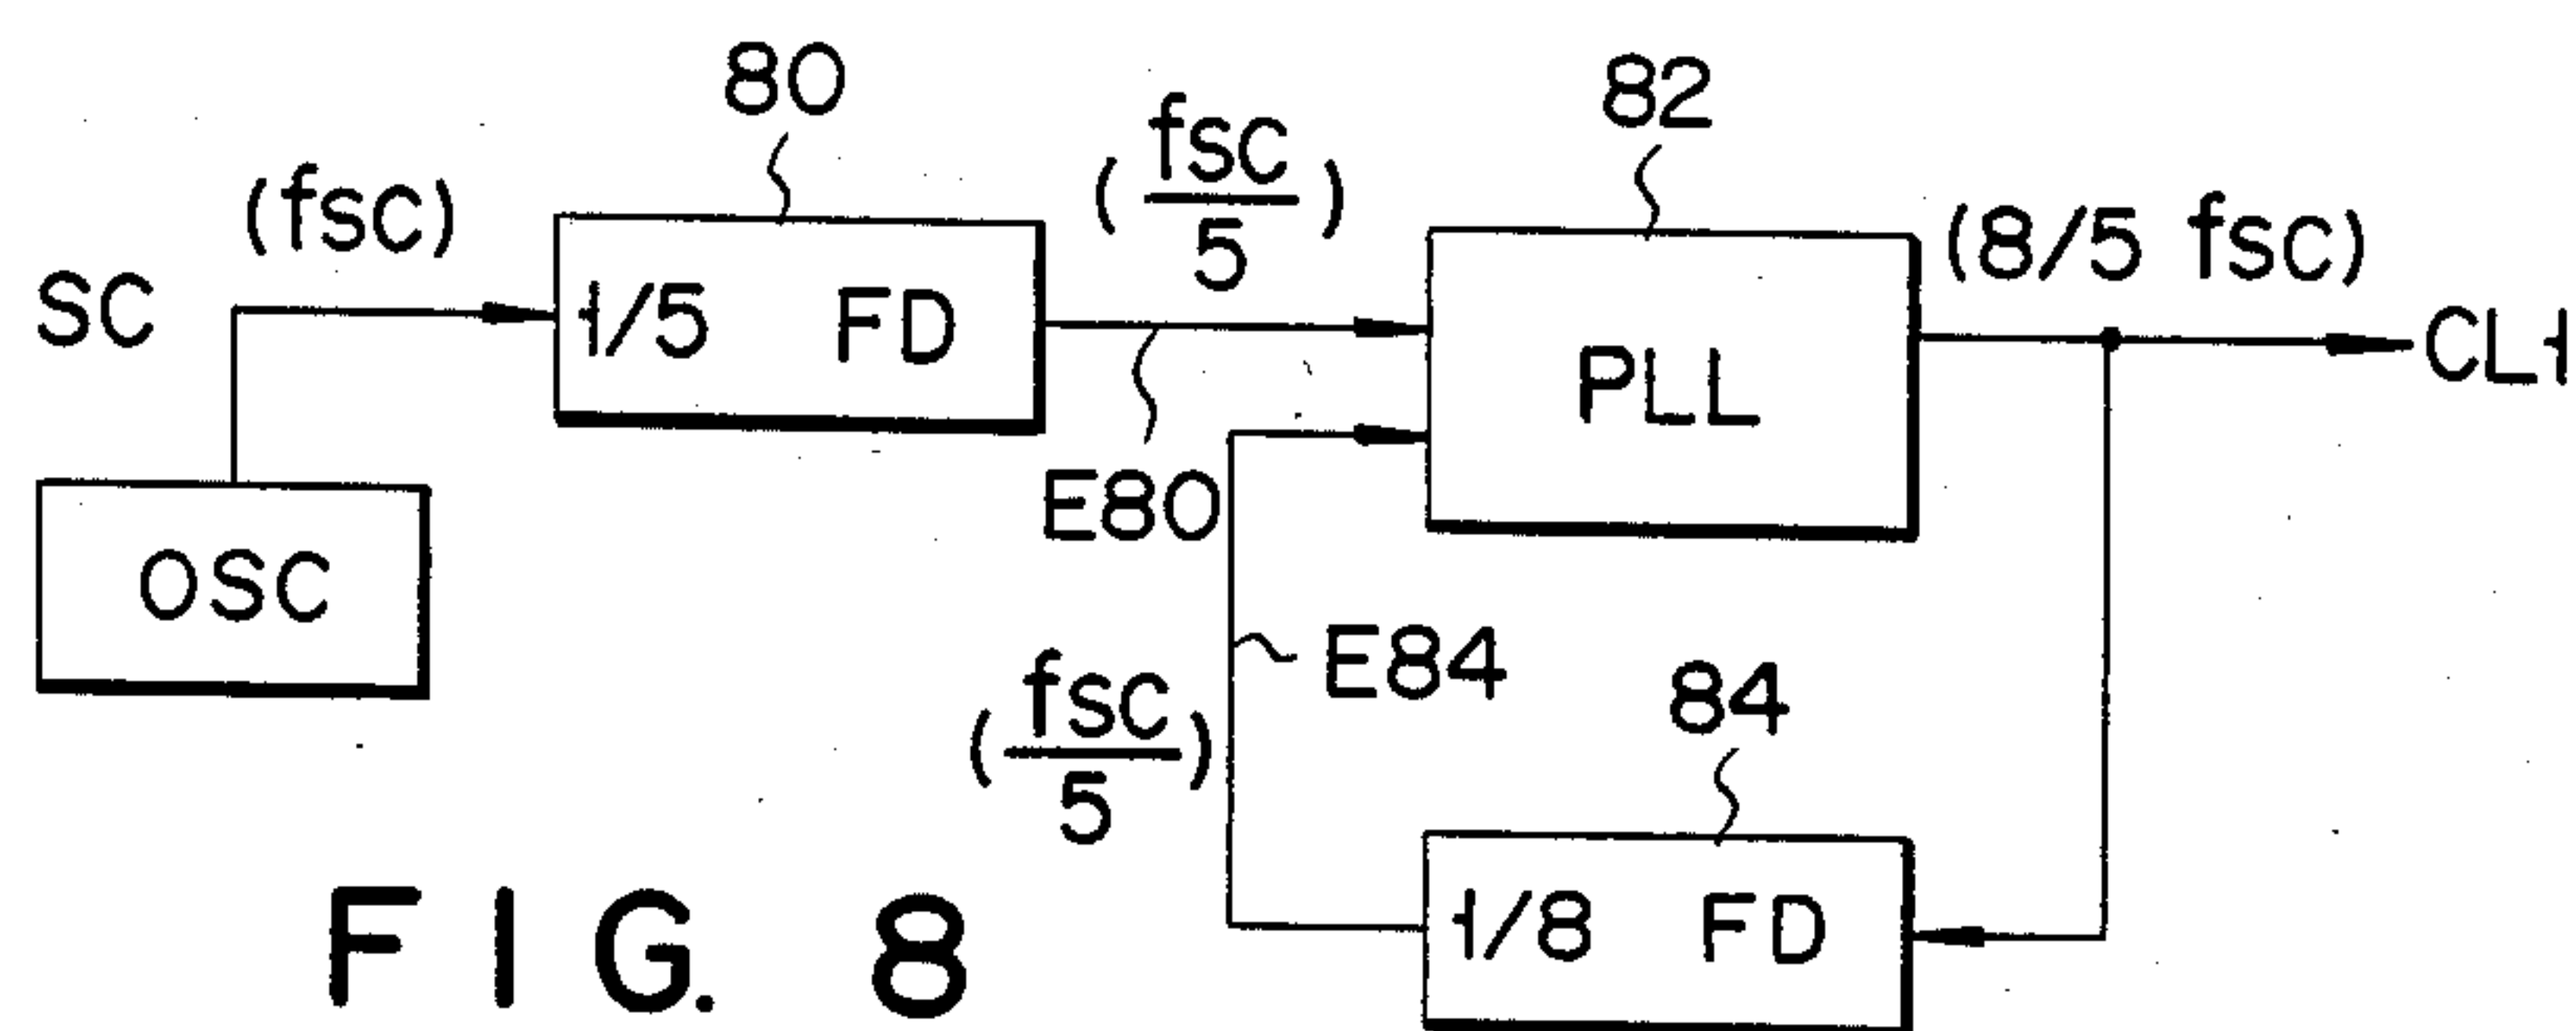 80
82
(fSC)
(fSC/5)
(8/5 fSC)
SC
1/5 FD
PLL
CL1
E80
OSC
E84
84
(fSC/5)
1/8 FD
FIG. 8